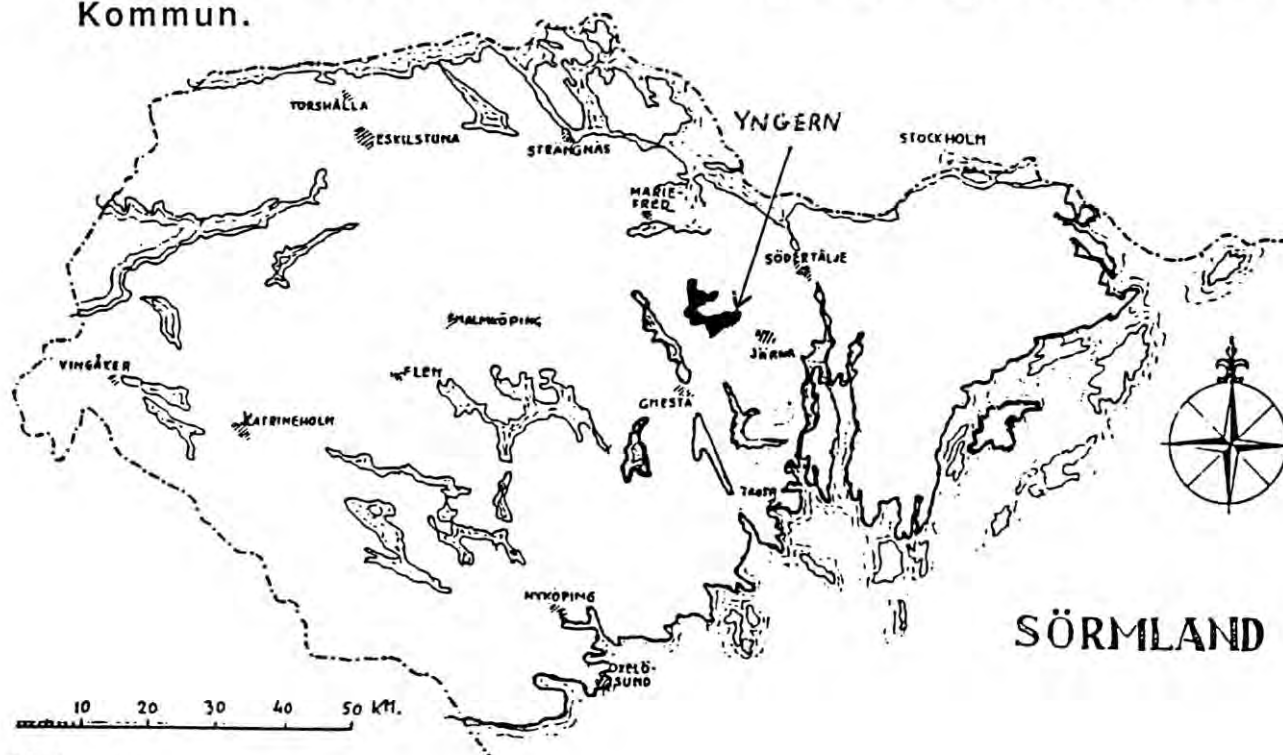 Kommun.
TORSHÄLLA
ESKILSTUNA
STRÄNGNÄS
YNGERN
STOCKHOLM
MARIE-
FRED
SÖDERTÄLJE
MALMKÖPING
JÄRNA
VINGÅKER
FLEN
GNESTA
KATRINEHOLM
TROSA
NYKÖPING
SÖRMLAND
OXELÖ-
SUND
10 20 30 40 50 KM.